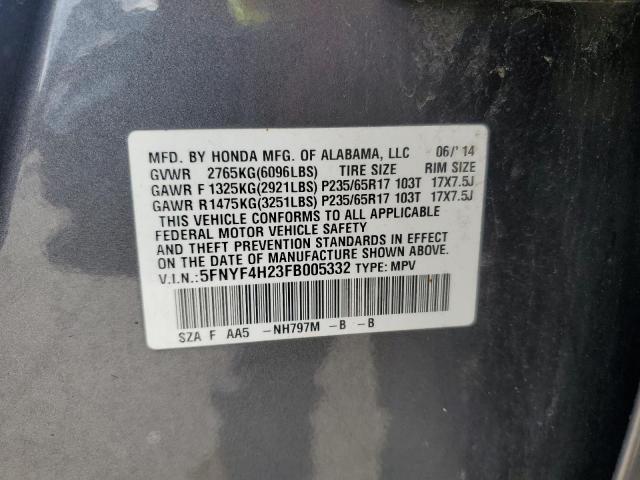 MFD. BY HONDA MFG. OF ALABAMA, LLC 06/'14
GVWR 2765KG(6096LBS) TIRE SIZE RIM SIZE
GAWR F 1325KG(2921LBS) P235/65R17 103T 17X7.5J
GAWR R1475KG(3251LBS) P235/65R17 103T 17X7.5J
THIS VEHICLE CONFORMS TO ALL APPLICABLE
FEDERAL MOTOR VEHICLE SAFETY
AND THEFT PREVENTION STANDARDS IN EFFECT
ON THE DATE OF MANUFACTURE SHOWN ABOVE.
V.I.N.: 5FNYF4H23FB005332 TYPE: MPV
SZA F AA5 -NH797M -B -B